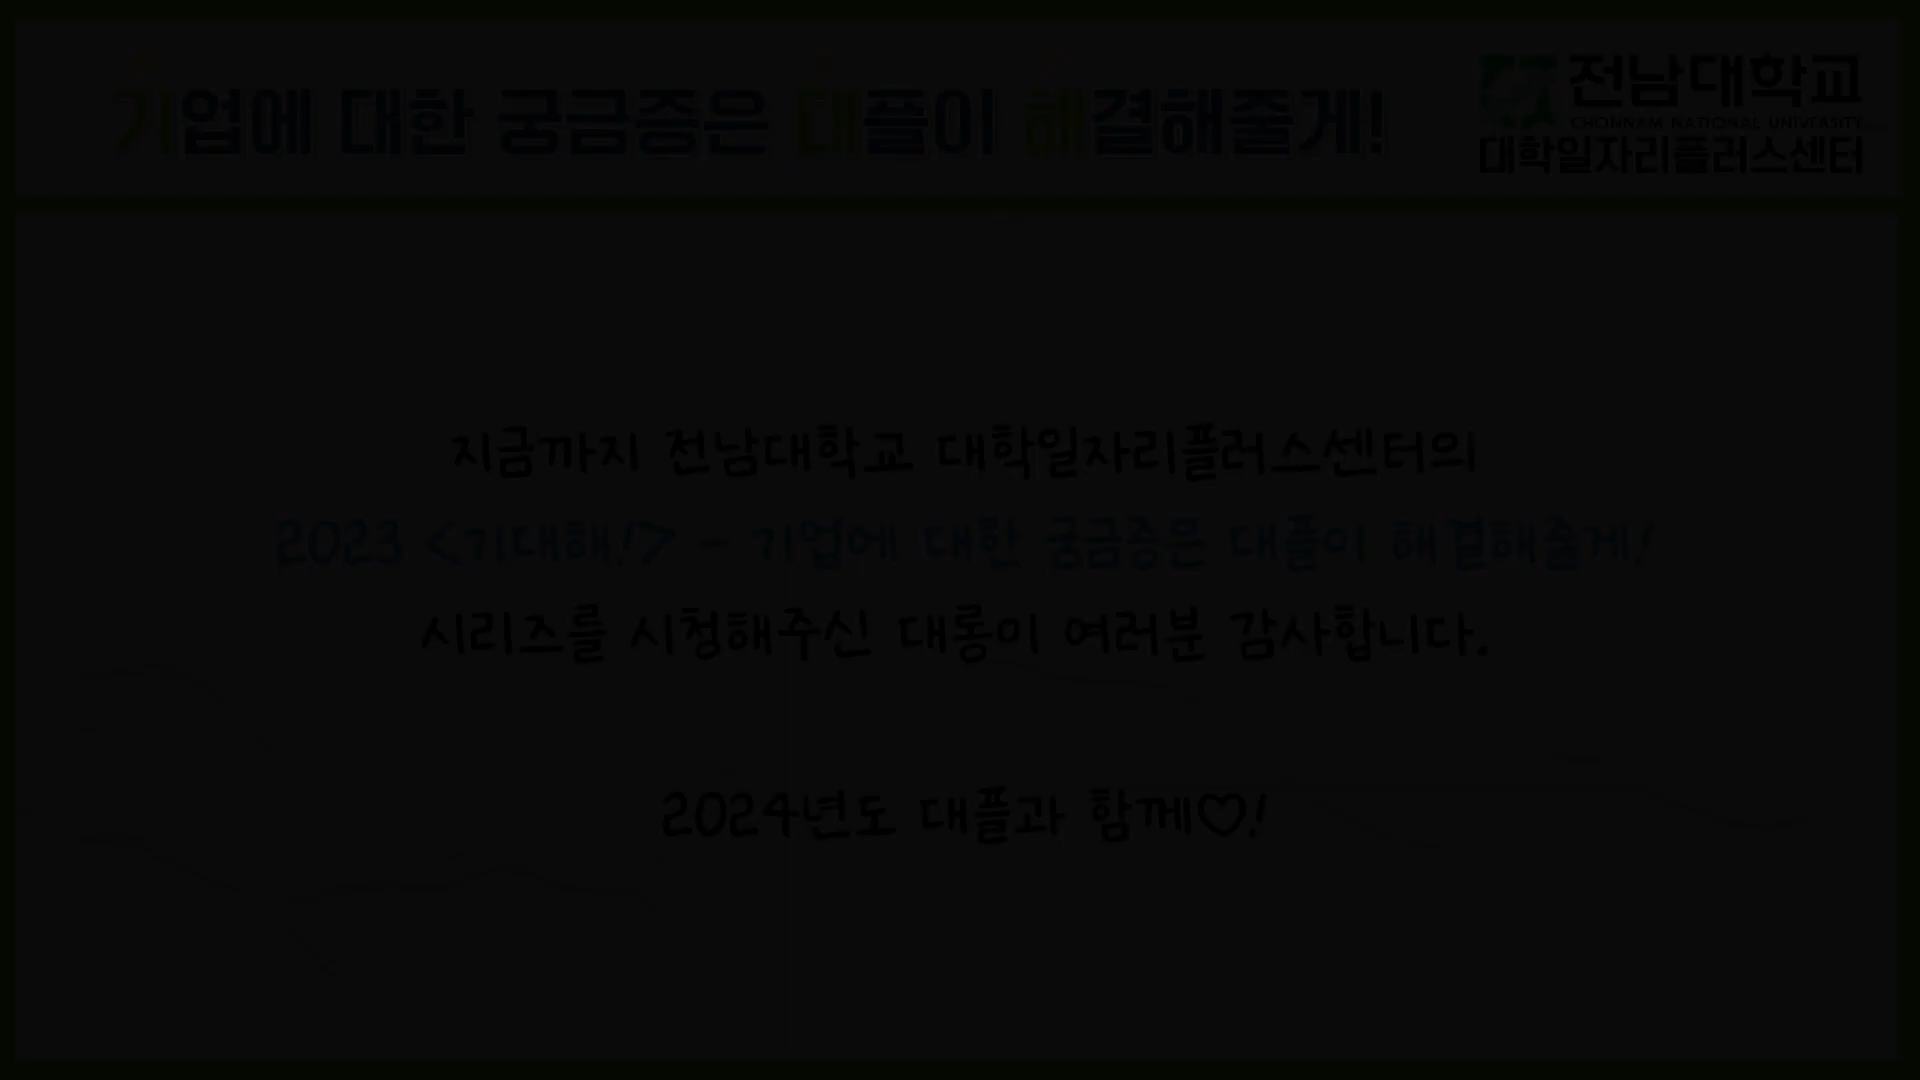 기업에 대한 궁금증은 대플이 해결해줄게!
전남대학교
CHONNAM NATIONAL UNIVERSITY
대학일자리플러스센터
지금까지 전남대학교 대학일자리플러스센터의
2023 <기대해!> - 기업에 대한 궁금증은 대플이 해결해줄게!
시리즈를 시청해주신 대롱이 여러분 감사합니다.
2024년도 대플과 함께♡!